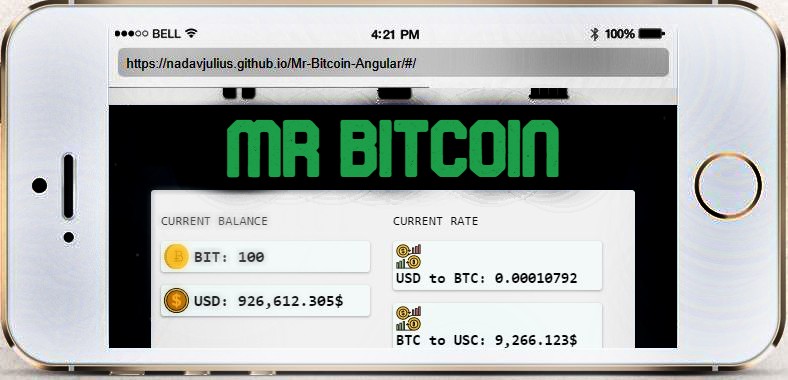 BELL 4:21 PM 100%
https://nadavjulius.github.io/Mr-Bitcoin-Angular/#/
MR BITCOIN
CURRENT BALANCE
BIT: 100
USD: 926,612.305$
CURRENT RATE
USD to BTC: 0.00010792
BTC to USC: 9,266.123$